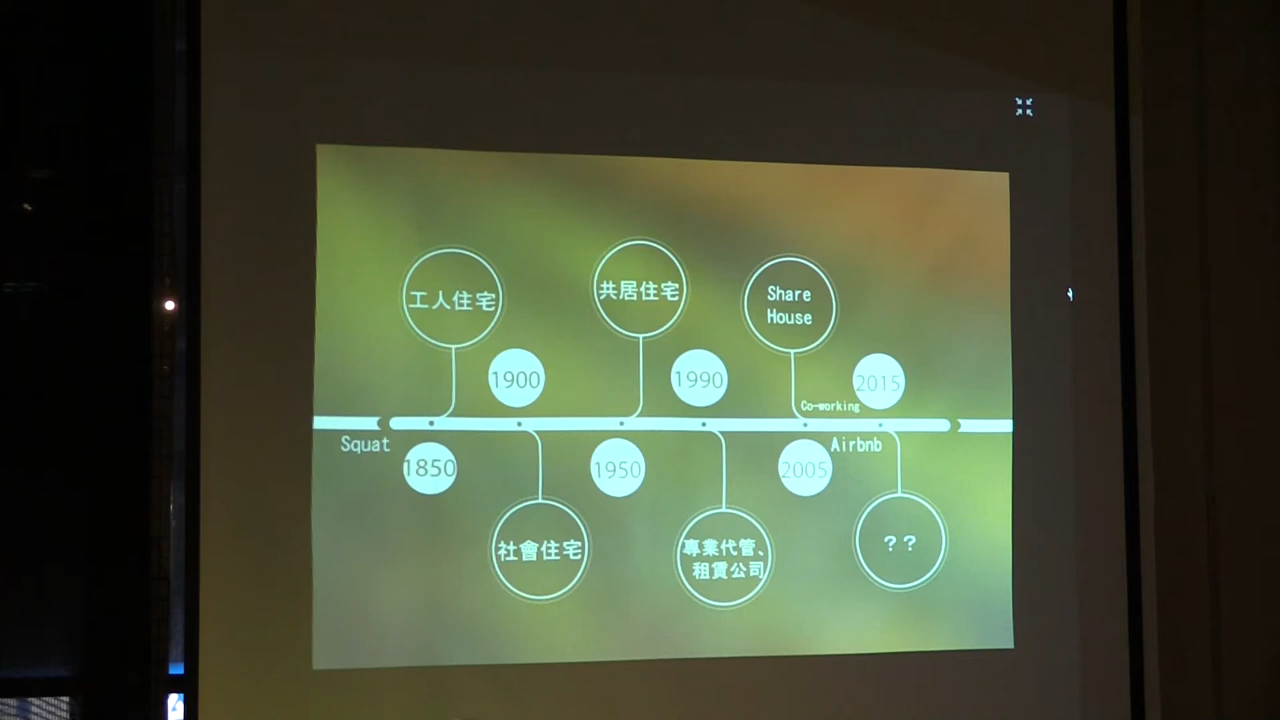 工人住宅
共居住宅
Share
House
1900
1990
2015
Co-working
Squat
Airbnb
1850
1950
2005
社會住宅
專業代管、
租賃公司
??